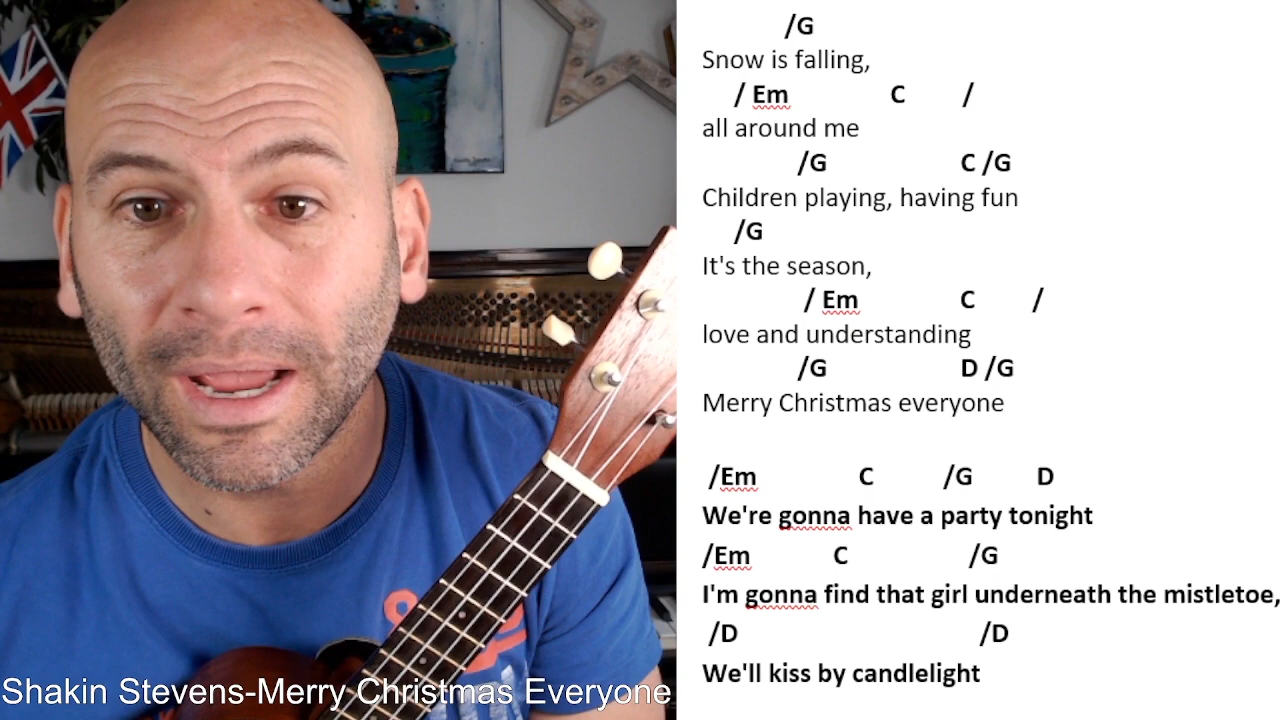 /G
Snow is falling,
/ Em C /
all around me
/G C /G
Children playing, having fun
/G
It's the season,
/ Em C /
love and understanding
/G D /G
Merry Christmas everyone
/Em C /G D
We're gonna have a party tonight
/Em C /G
I'm gonna find that girl underneath the mistletoe,
/D /D
We'll kiss by candlelight
Shakin Stevens-Merry Christmas Everyone